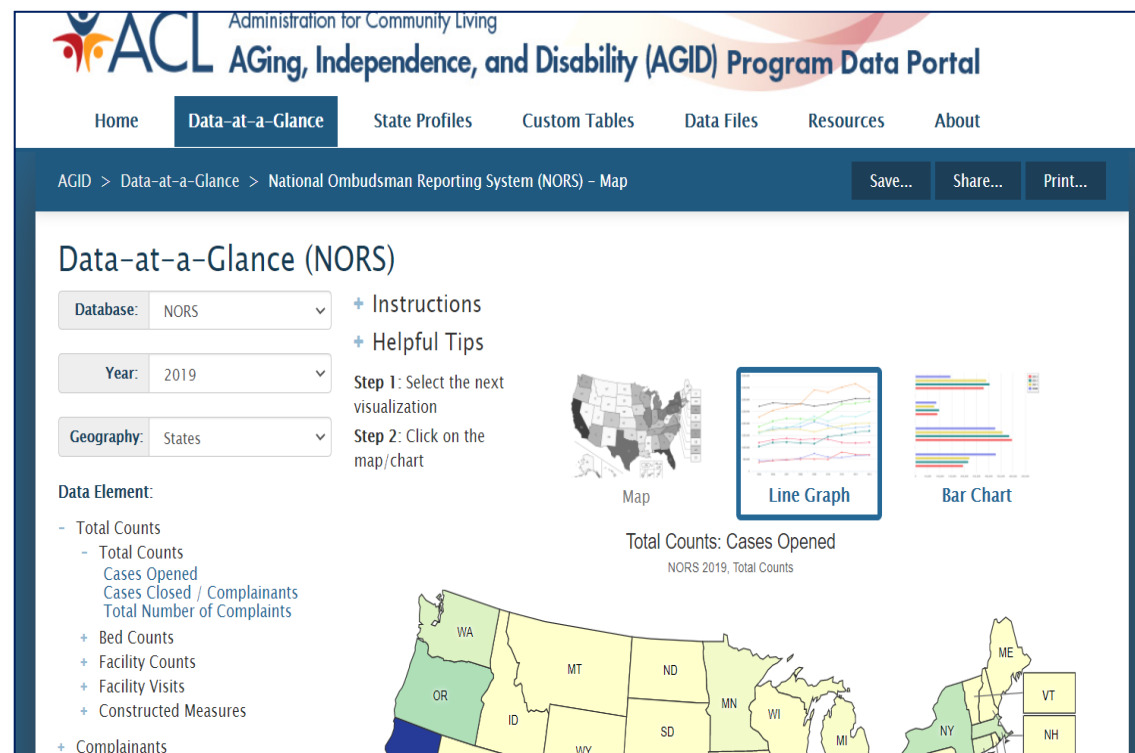 ACL
Administration for Community Living
AGing, Independence, and Disability (AGID) Program Data Portal
Home Data-at-a-Glance State Profiles Custom Tables Data Files Resources About
AGID > Data-at-a-Glance > National Ombudsman Reporting System (NORS) – Map Save... Share... Print...
Data-at-a-Glance (NORS)
Database: NORS
Year: 2019
Geography: States
Data Element:
- Total Counts
- Total Counts
Cases Opened
Cases Closed / Complainants
Total Number of Complaints
+ Bed Counts
+ Facility Counts
+ Facility Visits
+ Constructed Measures
+ Complainants
+ Instructions
+ Helpful Tips
Step 1: Select the next
visualization
Step 2: Click on the
map/chart
Map
Line Graph
Bar Chart
Total Counts: Cases Opened
NORS 2019, Total Counts
WA
MT
ND
ME
OR
ID
MN
VT
SD
WI
NY
NH
WY
MI